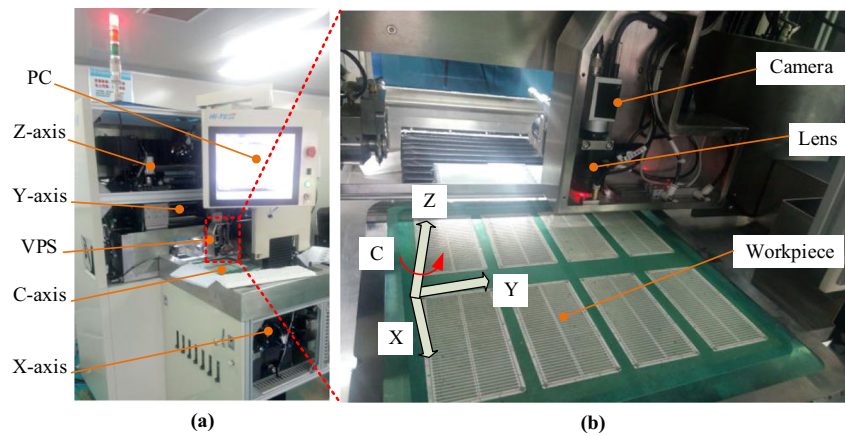 PC
Z-axis
Y-axis
VPS
C-axis
X-axis
(a)
Camera
Lens
Z
C
Y
Workpiece
X
(b)